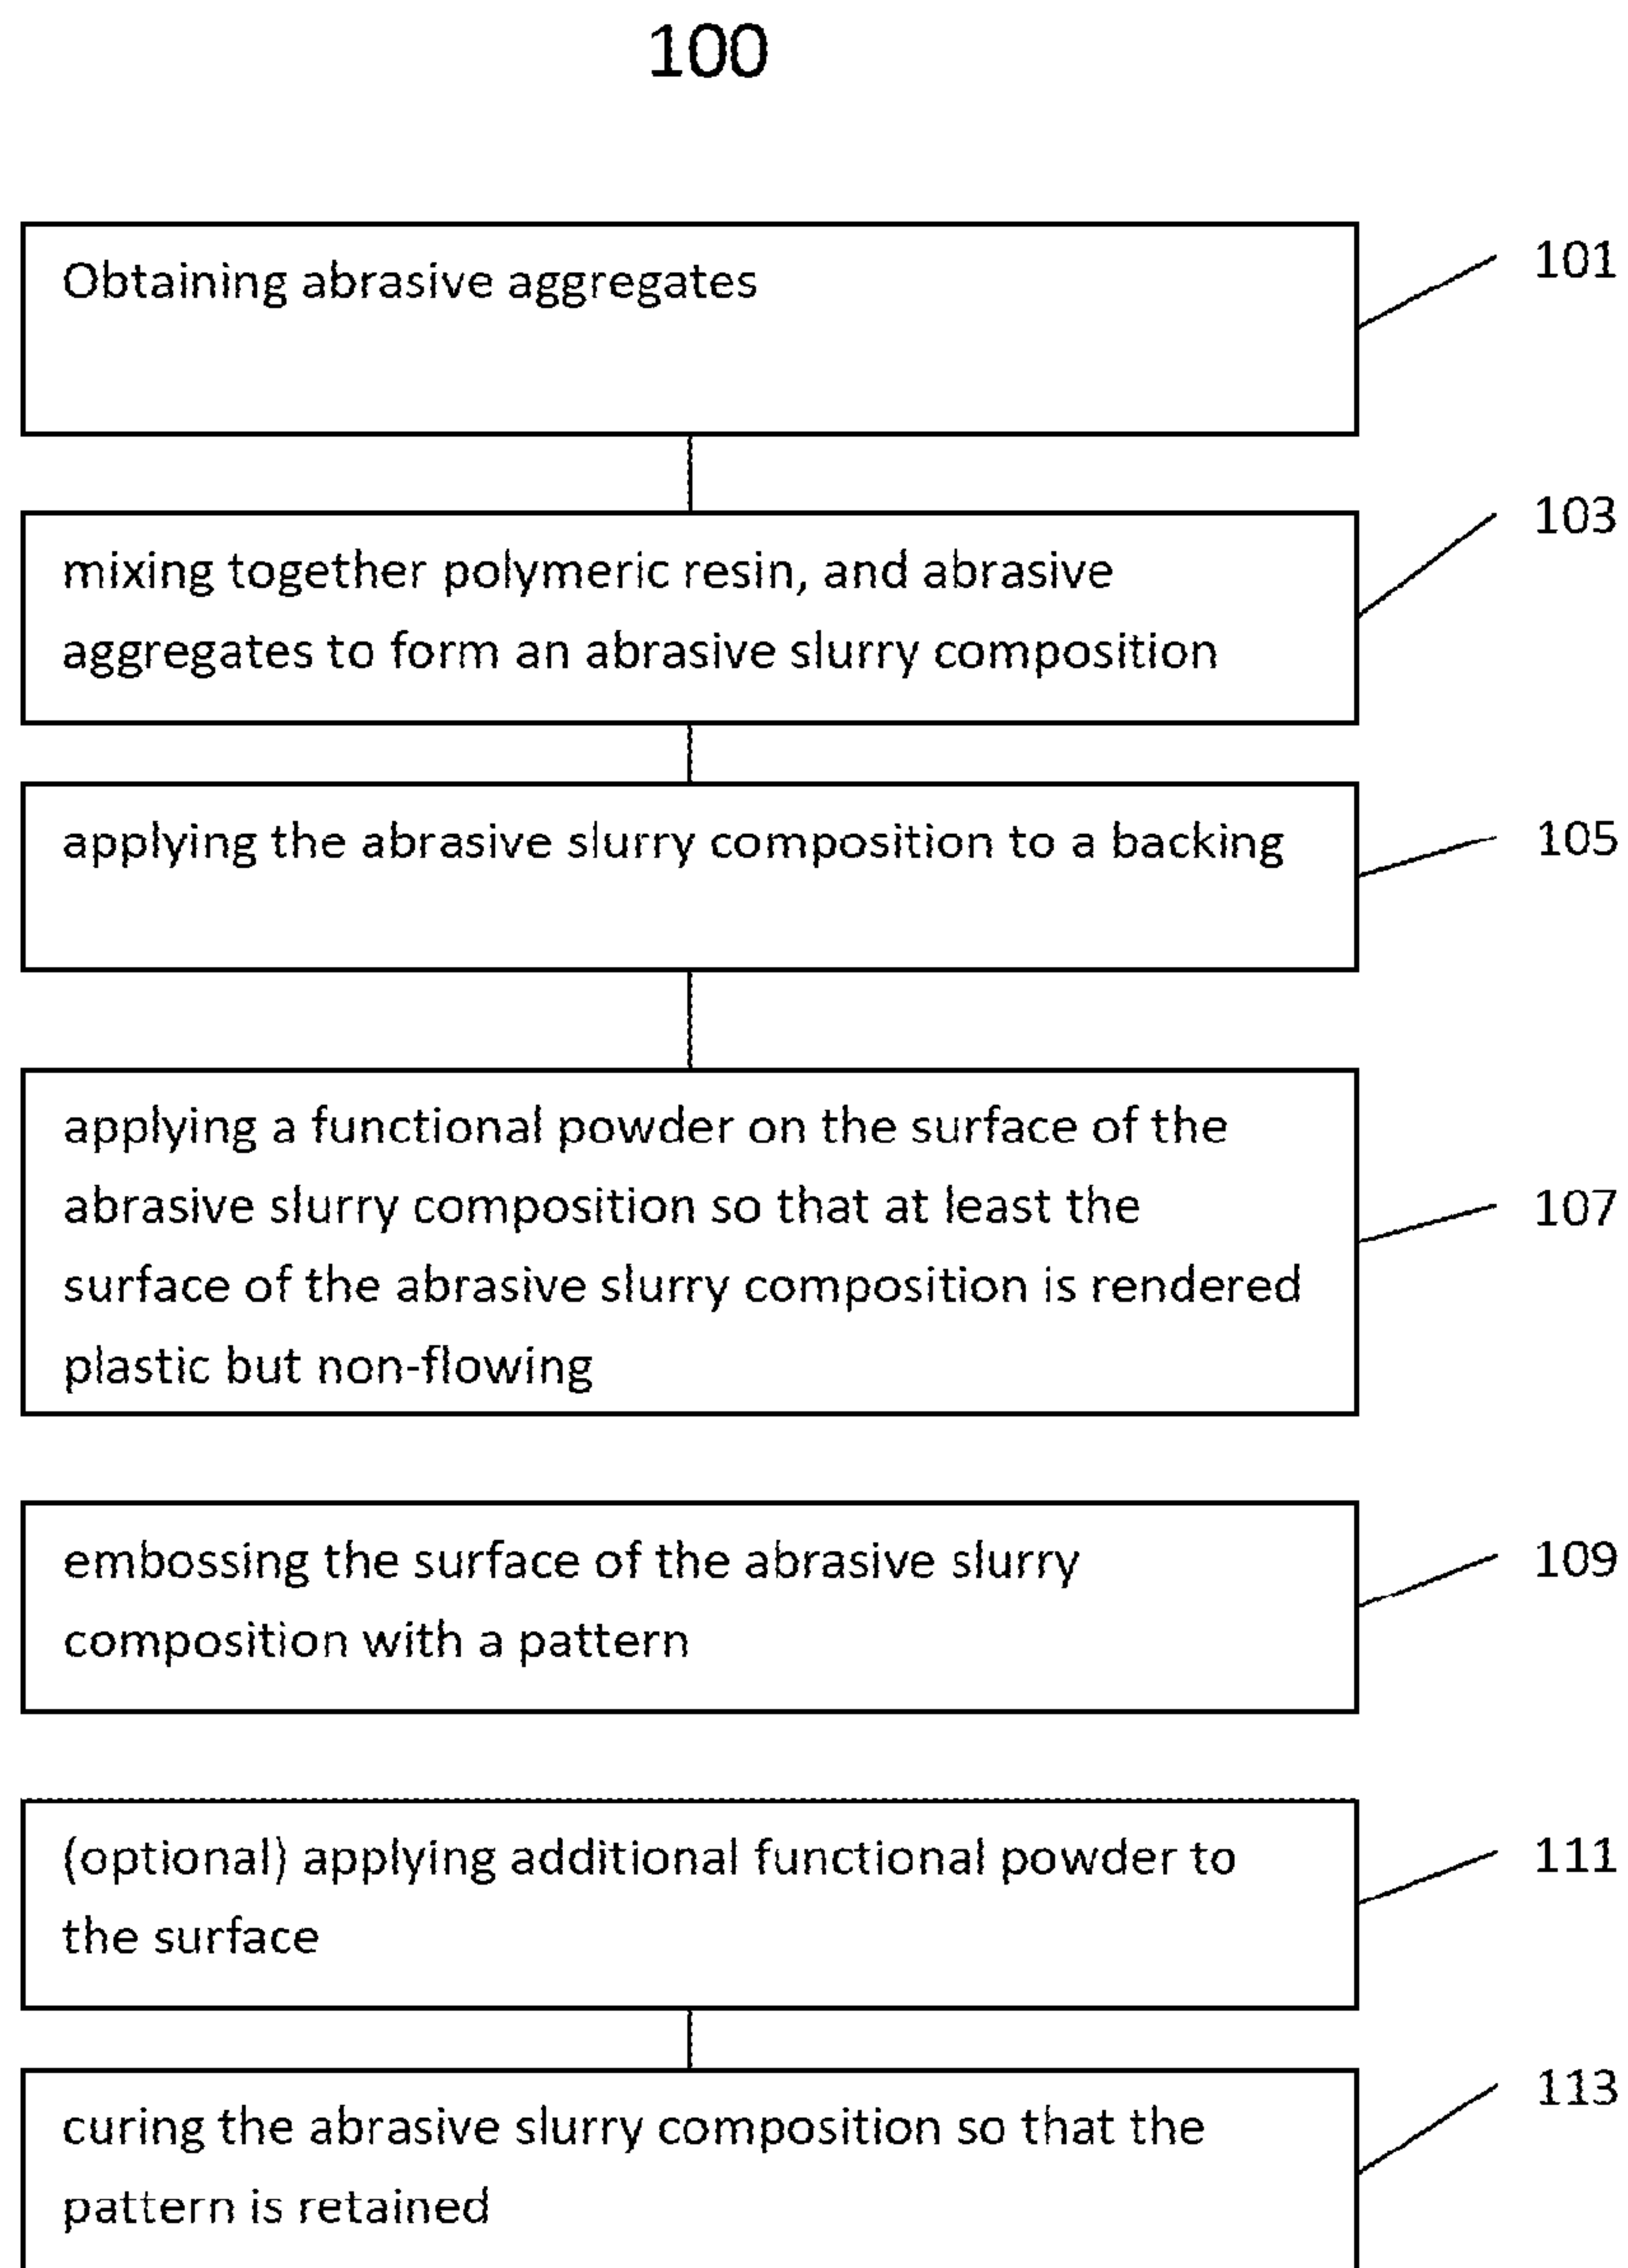 100
Obtaining abrasive aggregates
101
mixing together polymeric resin, and abrasive
aggregates to form an abrasive slurry composition
103
applying the abrasive slurry composition to a backing
105
applying a functional powder on the surface of the
abrasive slurry composition so that at least the
surface of the abrasive slurry composition is rendered
plastic but non-flowing
107
embossing the surface of the abrasive slurry
composition with a pattern
109
(optional) applying additional functional powder to
the surface
111
curing the abrasive slurry composition so that the
pattern is retained
113